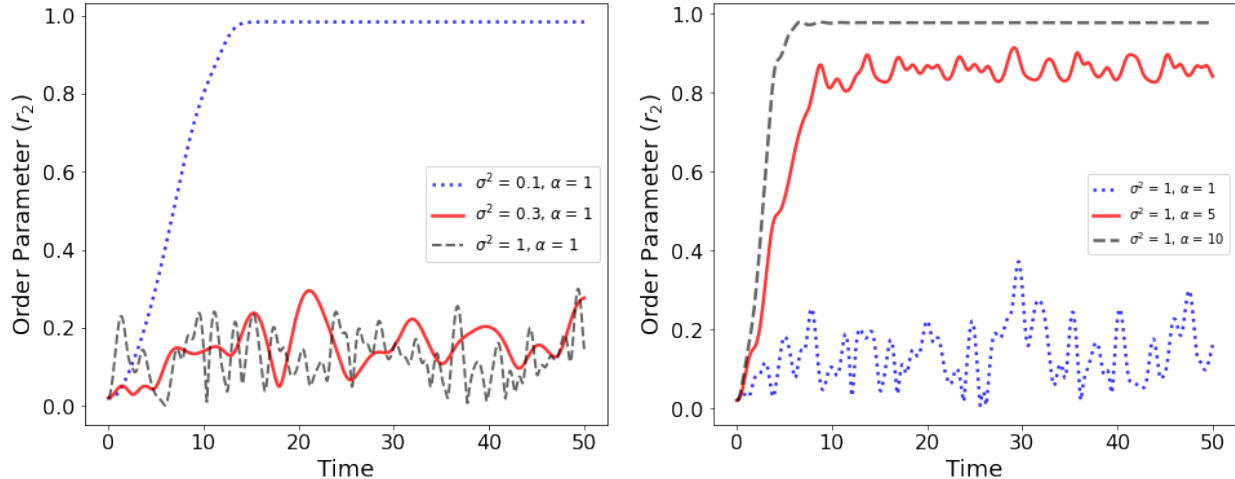 Order Parameter (r₂)
1.0
0.8
0.6
0.4
0.2
0.0
σ² = 0.1, α = 1
σ² = 0.3, α = 1
σ² = 1, α = 1
0
10
20
30
40
50
Time
Order Parameter (r₂)
1.0
0.8
0.6
0.4
0.2
0.0
σ² = 1, α = 1
σ² = 1, α = 5
σ² = 1, α = 10
0
10
20
30
40
50
Time